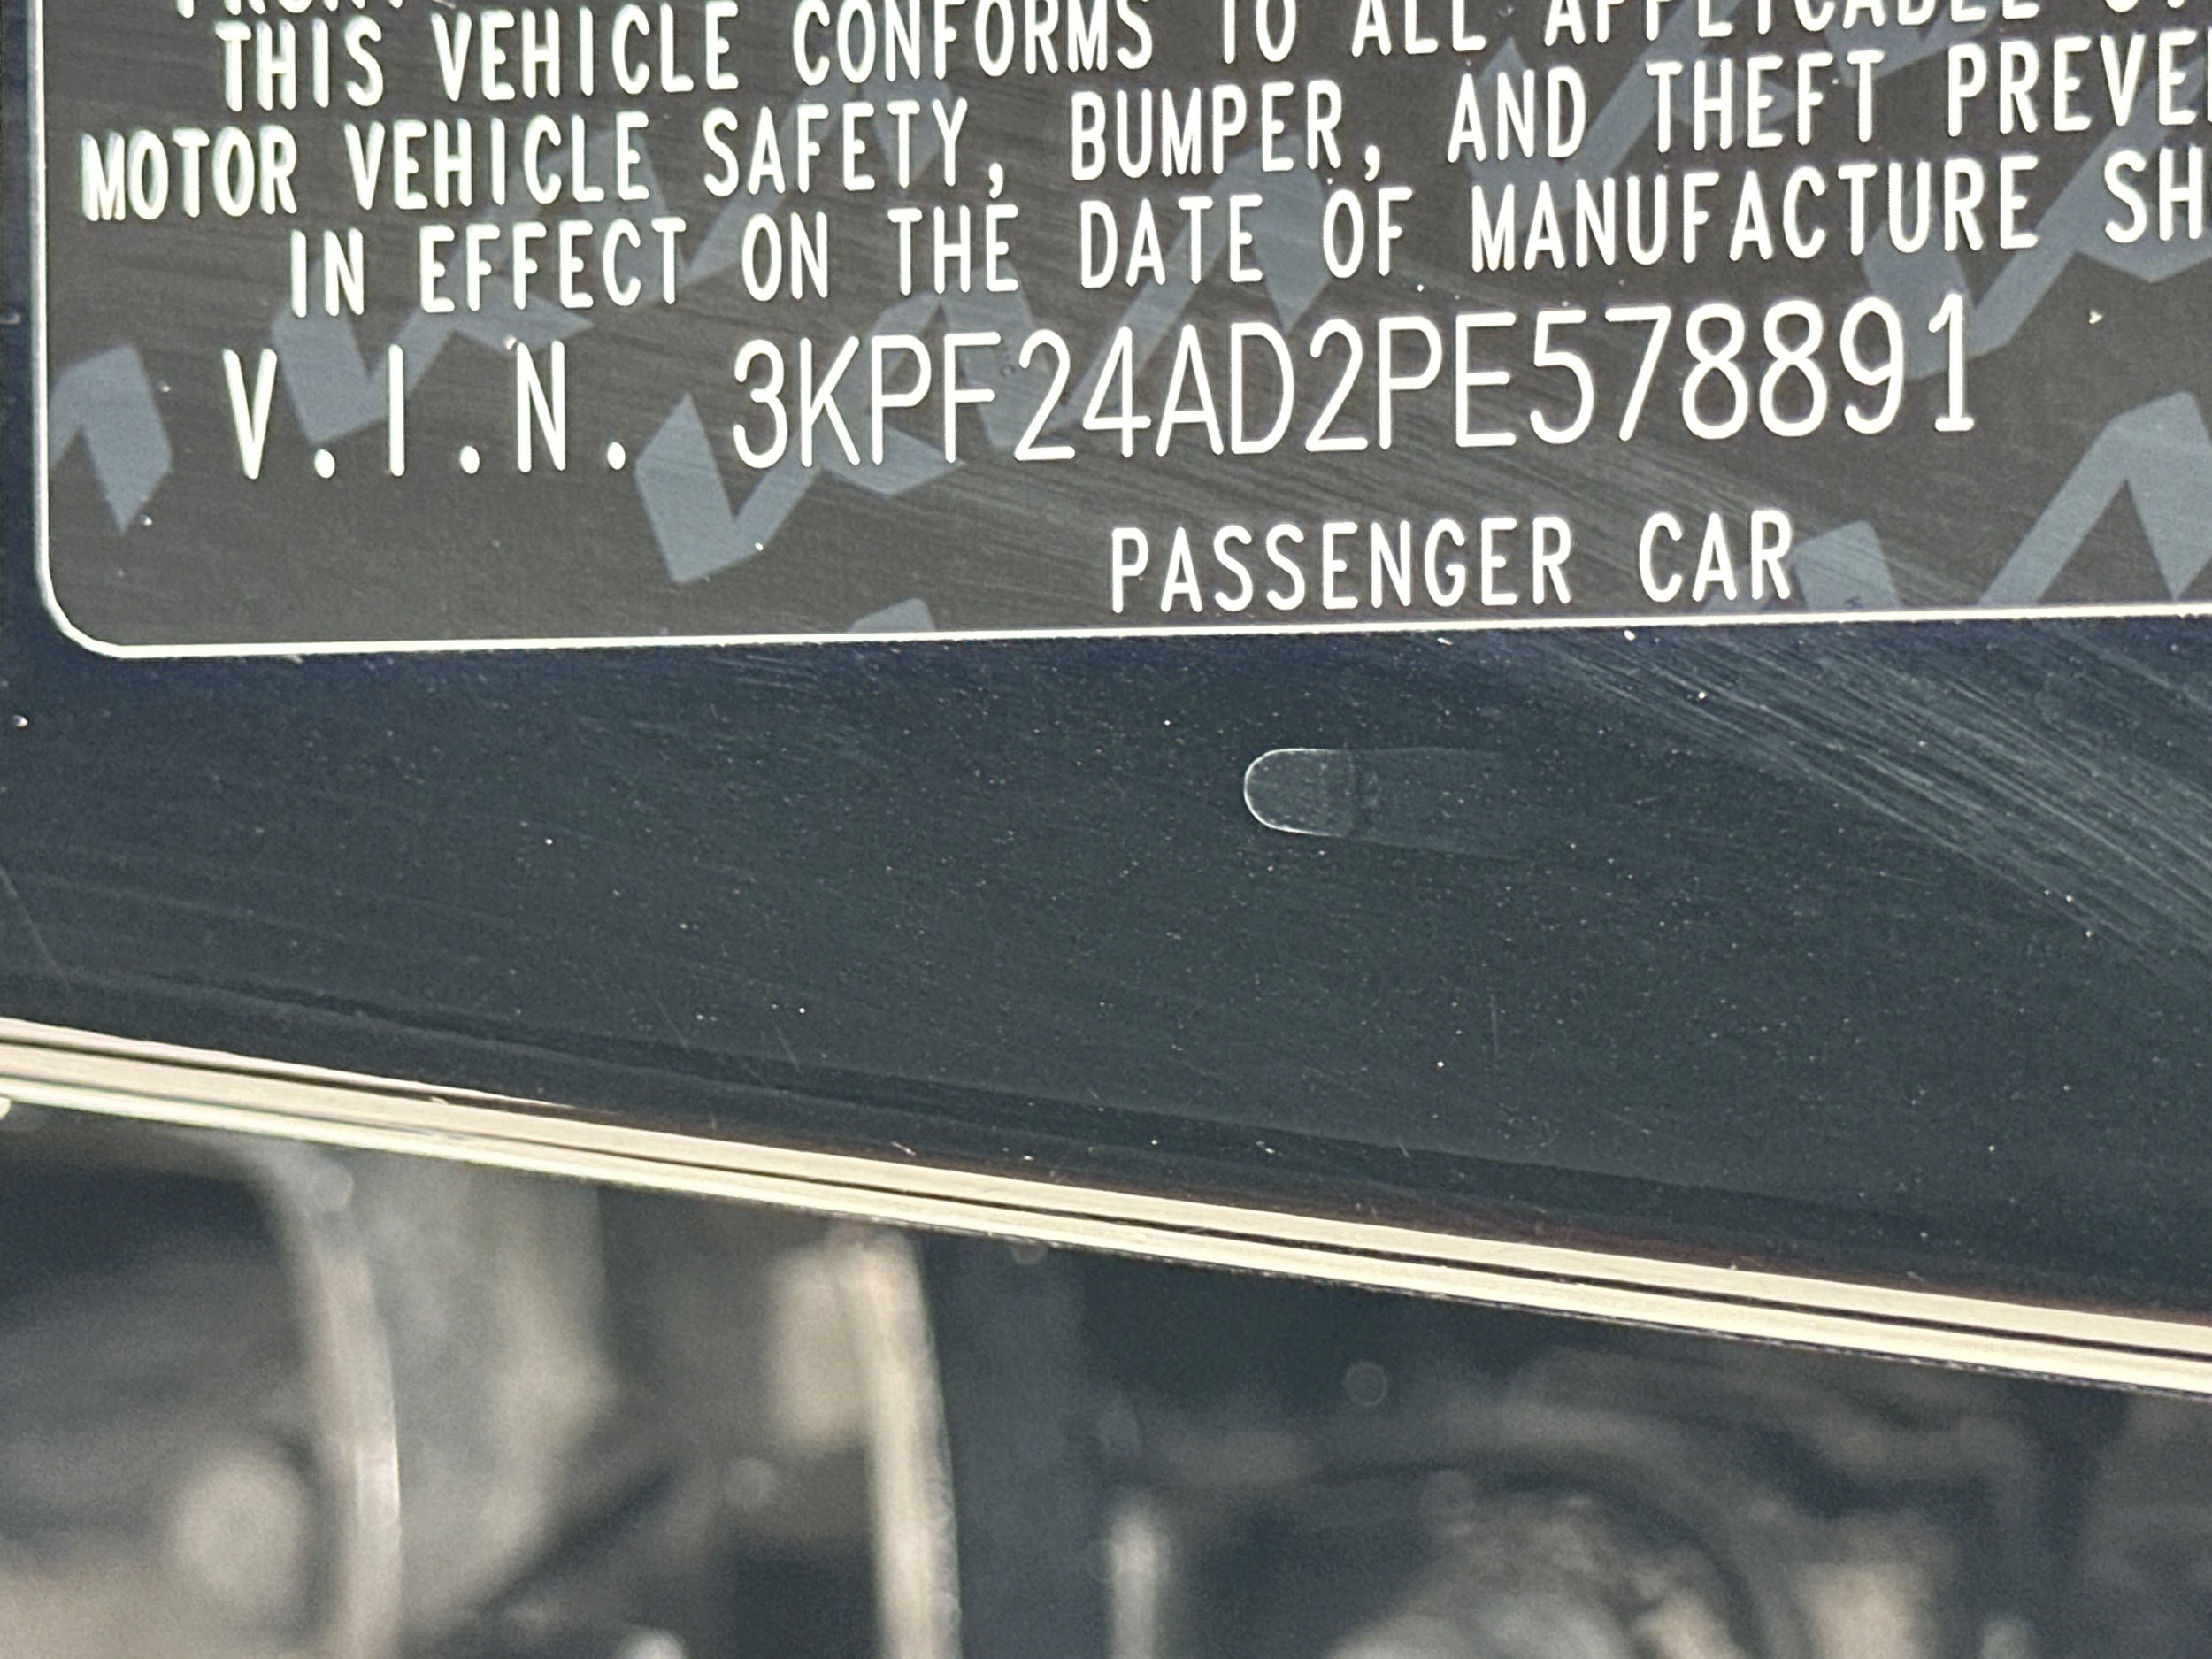 THIS VEHICLE CONFORMS TO ALL APPLICABLE
MOTOR VEHICLE SAFETY, BUMPER, AND THEFT PREVE
IN EFFECT ON THE DATE OF MANUFACTURE SH
V.I.N. 3KPF24AD2PE578891
PASSENGER CAR